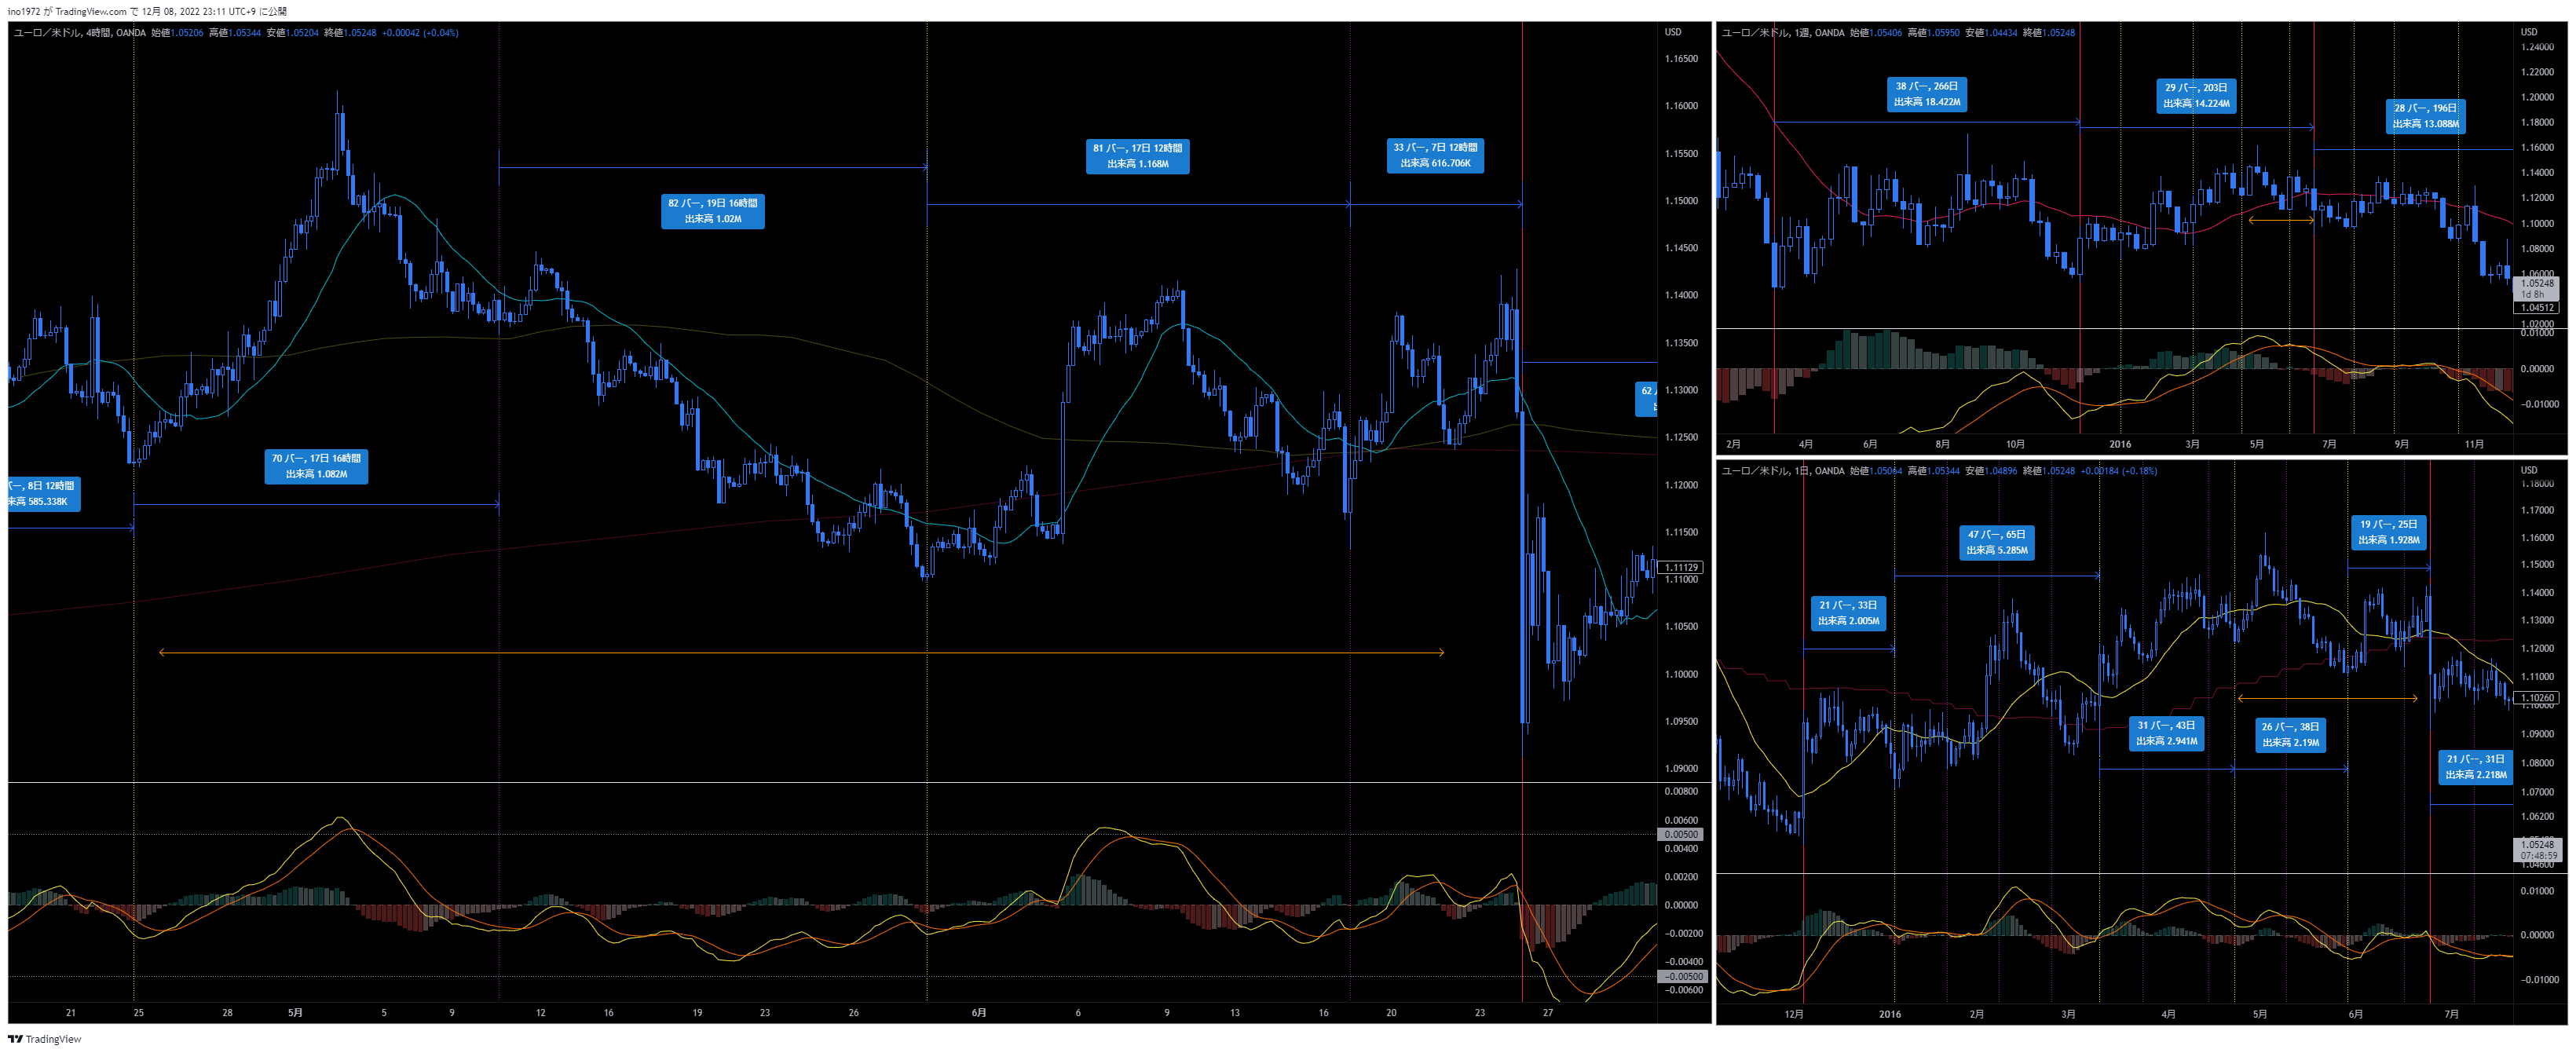 ino1972 が TradingView.com で 12月 08, 2022 23:11 UTC+9 に公開
ユーロ／米ドル, 4時間, OANDA 始値1.05206 高値1.05344 安値1.05204 終値1.05248 +0.00042 (+0.04%)
USD
1.16500
1.16000
1.15500
1.15000
1.14500
1.14000
1.13500
1.13000
1.12500
1.12000
1.11500
1.11129
1.11000
1.10500
1.10000
1.09500
1.09000
81 バー, 17日 12時間
出来高 1.168M
33 バー, 7日 12時間
出来高 616.706K
82 バー, 19日 16時間
出来高 1.02M
62
70 バー, 17日 16時間
出来高 1.082M
バー, 8日 12時間
来高 585.338K
0.00800
0.00600
0.00500
0.00400
0.00200
0.00000
−0.00200
−0.00400
−0.00500
−0.00600
21 25 28 5月 5 9 12 16 19 23 26 6月 6 9 13 16 20 23 27
ユーロ／米ドル, 1週, OANDA 始値1.05406 高値1.05950 安値1.04434 終値1.05248
USD
1.24000
1.22000
1.20000
1.18000
1.16000
1.14000
1.12000
1.10000
1.08000
1.06000
1.05248
1d 8h
1.04512
1.02000
38 バー, 266日
出来高 18.422M
29 バー, 203日
出来高 14.224M
28 バー, 196日
出来高 13.088M
0.01000
0.00000
−0.01000
2月 4月 6月 8月 10月 2016 3月 5月 7月 9月 11月
ユーロ／米ドル, 1日, OANDA 始値1.05064 高値1.05344 安値1.04896 終値1.05248 +0.00184 (+0.18%)
USD
1.18000
1.17000
1.16000
1.15000
1.14000
1.13000
1.12000
1.11000
1.10260
1.10000
1.09000
1.08000
1.07000
1.06200
1.05248
07:48:59
1.04600
19 バー, 25日
出来高 1.928M
47 バー, 65日
出来高 5.285M
21 バー, 33日
出来高 2.005M
31 バー, 43日
出来高 2.941M
26 バー, 38日
出来高 2.19M
21 バー, 31日
出来高 2.218M
0.01000
0.00000
−0.01000
12月 2016 2月 3月 4月 5月 6月 7月
TradingView